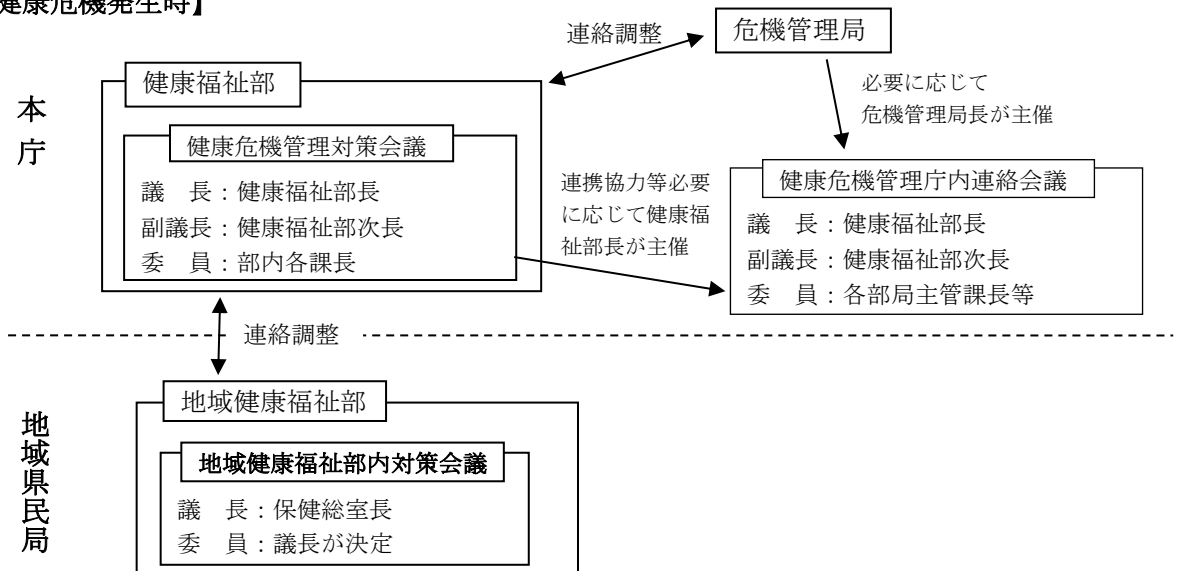 健康危機発生時】
本庁
健康福祉部
健康危機管理対策会議
議　長：健康福祉部長
副議長：健康福祉部次長
委　員：部内各課長
連絡調整
危機管理局
必要に応じて
危機管理局長が主催
連携協力等必要
に応じて健康福
祉部長が主催
健康危機管理庁内連絡会議
議　長：健康福祉部長
副議長：健康福祉部次長
委　員：各部局主管課長等
連絡調整
地域県民局
地域健康福祉部
地域健康福祉部内対策会議
議　長：保健総室長
委　員：議長が決定